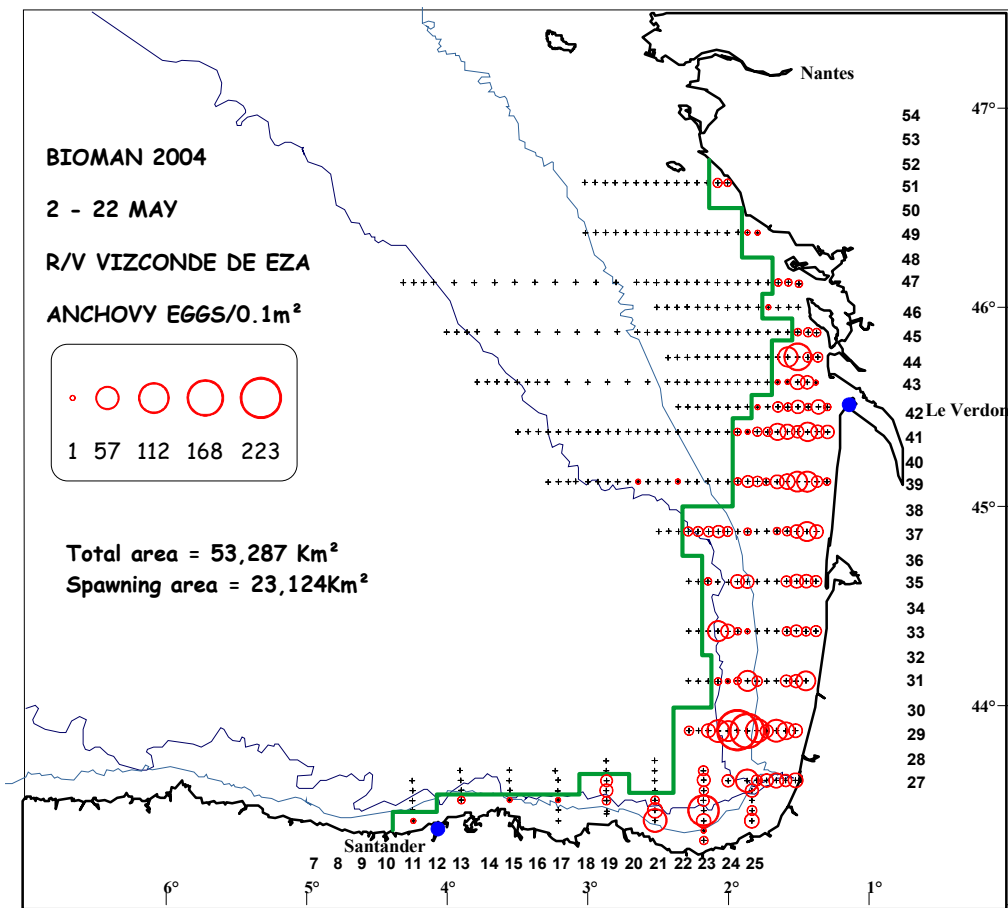 Nantes
47°
54
53
BIOMAN 2004
52
51
2 - 22 MAY
50
49
R/V VIZCONDE DE EZA
48
47
ANCHOVY EGGS/0.1m²
46° 
46
45
44
43
42 Le Verdon
1 57 112 168 223
41
40
39
45°
38
37
Total area = 53,287 Km²
36
Spawning area = 23,124Km²
35
34
33
32
31
44°
30
29
28
27
Santander
7 8 9 10 11 12 13 14 15 16 17 18 19 20 21 22 23 24 25
6° 5° 4° 3° 2° 1°